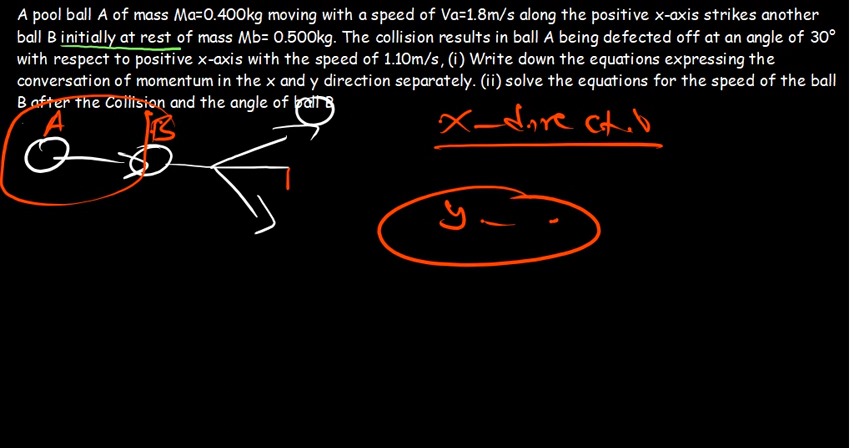 A pool ball A of mass Ma=0.400kg moving with a speed of Va=1.8m/s along the positive x-axis strikes another
ball B initially at rest of mass Mb= 0.500kg. The collision results in ball A being defected off at an angle of 30°
with respect to positive x-axis with the speed of 1.10m/s, (i) Write down the equations expressing the
conversation of momentum in the x and y direction separately. (ii) solve the equations for the speed of the ball
B after the Collision and the angle of ball B
A
B
x-
y -